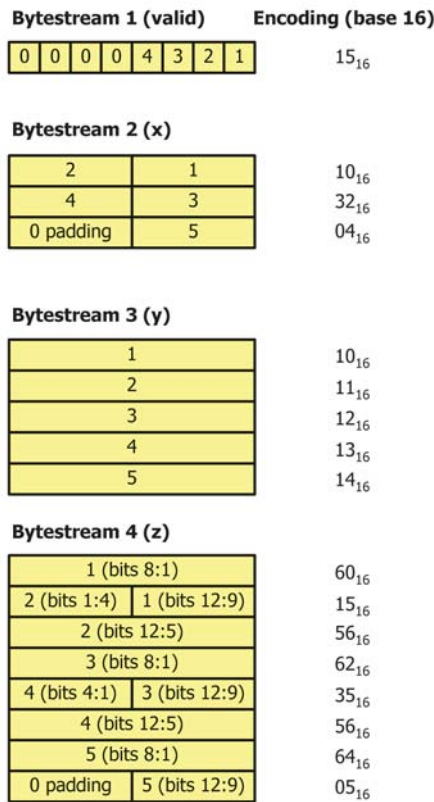 Bytestream 1 (valid) Encoding (base 16)
0 0 0 0 4 3 2 1 15₁₆
Bytestream 2 (x)
2 1 10₁₆
4 3 32₁₆
0 padding 5 04₁₆
Bytestream 3 (y)
1 10₁₆
2 11₁₆
3 12₁₆
4 13₁₆
5 14₁₆
Bytestream 4 (z)
1 (bits 8:1) 60₁₆
2 (bits 1:4) 1 (bits 12:9) 15₁₆
2 (bits 12:5) 56₁₆
3 (bits 8:1) 62₁₆
4 (bits 4:1) 3 (bits 12:9) 35₁₆
4 (bits 12:5) 56₁₆
5 (bits 8:1) 64₁₆
0 padding 5 (bits 12:9) 05₁₆